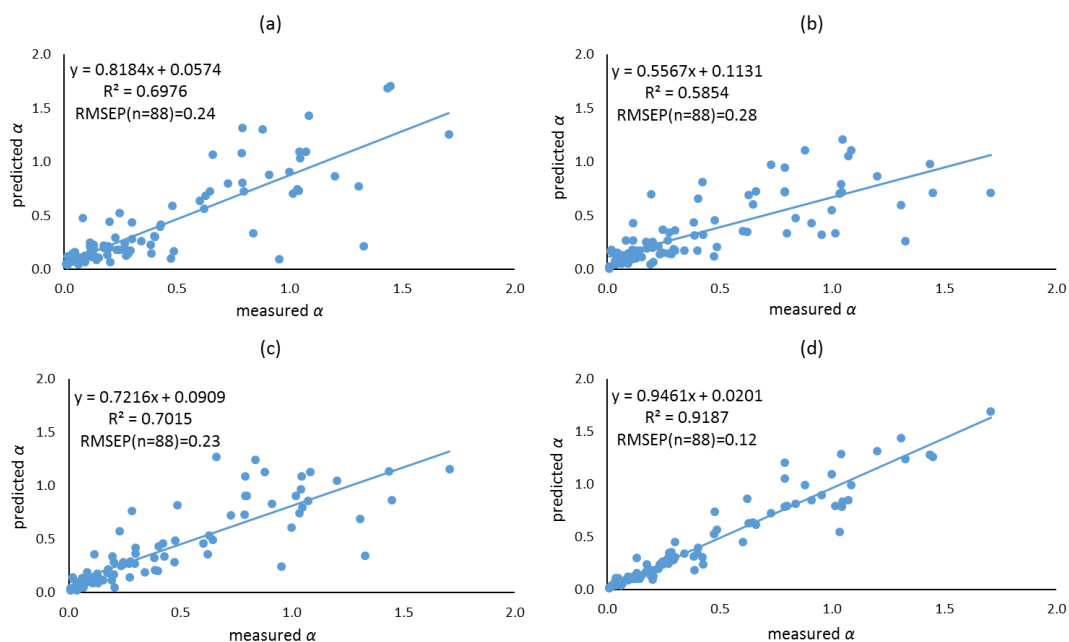 (a)
2.0
y = 0.8184x + 0.0574
R² = 0.6976
RMSEP(n=88)=0.24
1.5
1.0
0.5
0.0
predicted α
0.0 0.5 1.0 1.5 2.0
measured α
(b)
2.0
y = 0.5567x + 0.1131
R² = 0.5854
RMSEP(n=88)=0.28
1.5
1.0
0.5
0.0
predicted α
0.0 0.5 1.0 1.5 2.0
measured α
(c)
2.0
y = 0.7216x + 0.0909
R² = 0.7015
RMSEP(n=88)=0.23
1.5
1.0
0.5
0.0
predicted α
0.0 0.5 1.0 1.5 2.0
measured α
(d)
2.0
y = 0.9461x + 0.0201
R² = 0.9187
RMSEP(n=88)=0.12
1.5
1.0
0.5
0.0
predicted α
0.0 0.5 1.0 1.5 2.0
measured α